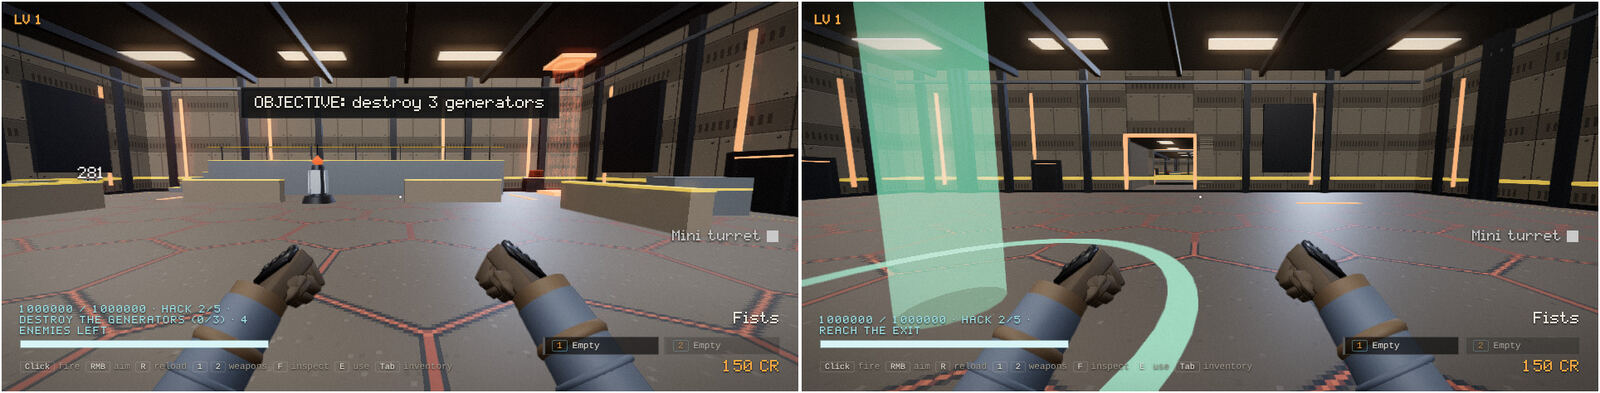 LV 1
OBJECTIVE: destroy 3 generators
281
Mini turret
1000000 / 1000000 · HACK 2/5 ·
DESTROY THE GENERATORS (0/3) · 4
ENEMIES LEFT
Fists
1 Empty
2 Empty
Click fire RMB aim R reload 1 2 weapons F inspect E use Tab inventory
150 CR
LV 1
Mini turret
1000000 / 1000000 · HACK 2/5 ·
REACH THE EXIT
Fists
1 Empty
2 Empty
Click fire RMB aim R reload 1 2 weapons F inspect E use Tab inventory
150 CR